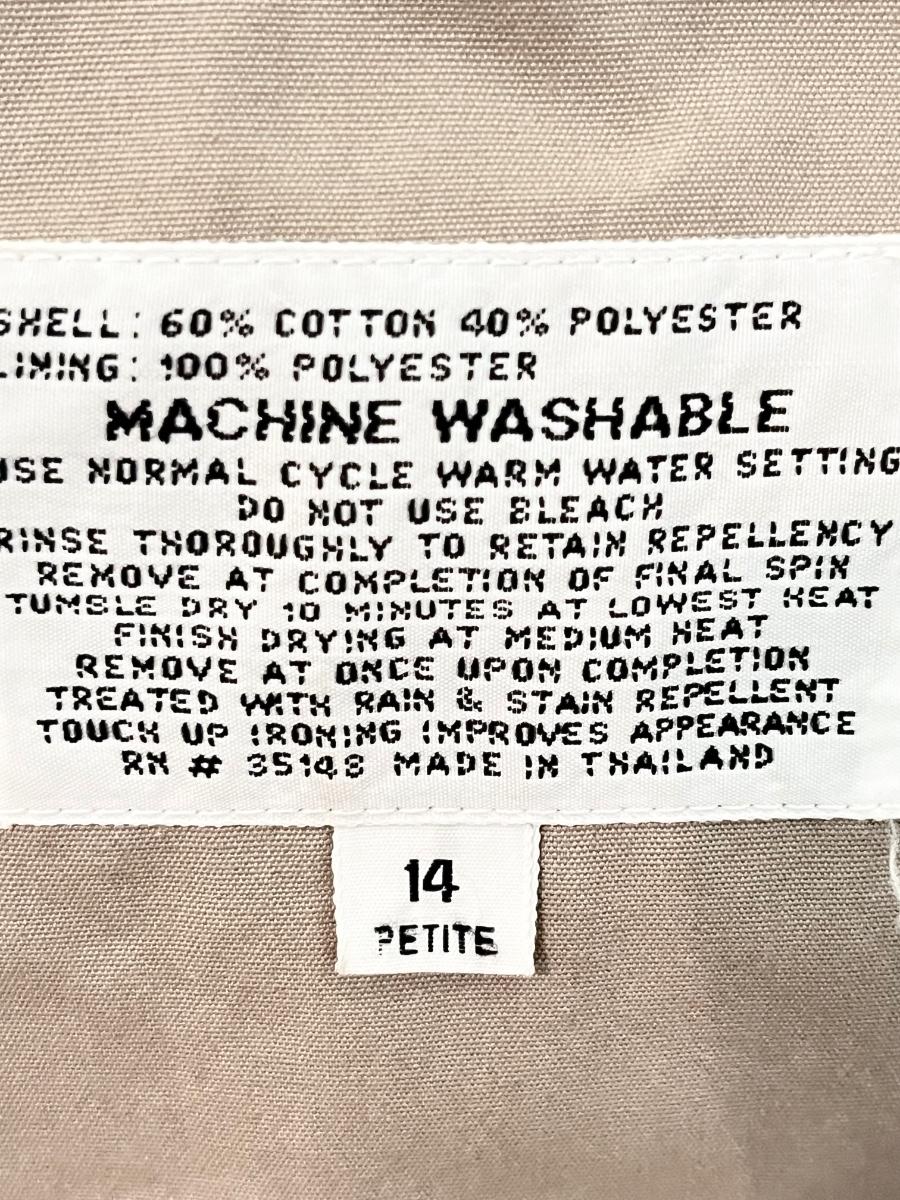 SHELL: 60% COTTON 40% POLYESTER
LINING: 100% POLYESTER
MACHINE WASHABLE
USE NORMAL CYCLE WARM WATER SETTING
DO NOT USE BLEACH
RINSE THOROUGHLY TO RETAIN REPELLENCY
REMOVE AT COMPLETION OF FINAL SPIN
TUMBLE DRY 10 MINUTES AT LOWEST HEAT
FINISH DRYING AT MEDIUM HEAT
REMOVE AT ONCE UPON COMPLETION
TREATED WITH RAIN & STAIN REPELLENT
TOUCH UP IRONING IMPROVES APPEARANCE
RN # 35148 MADE IN THAILAND
14
PETITE